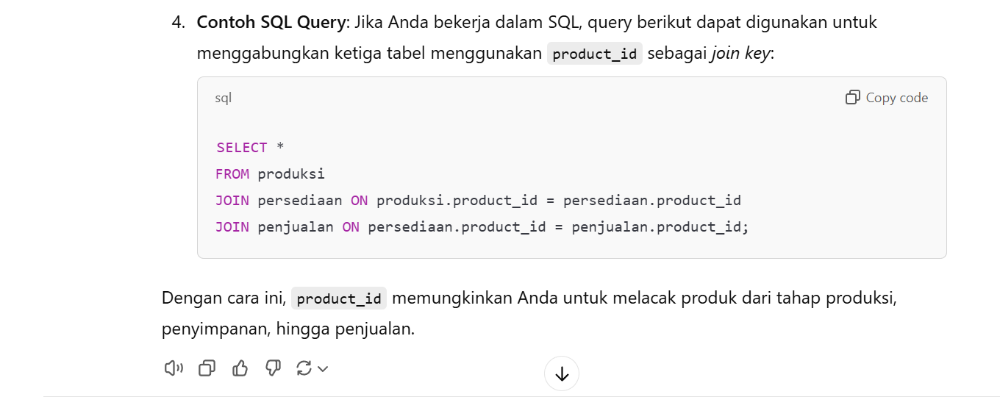 4. Contoh SQL Query: Jika Anda bekerja dalam SQL, query berikut dapat digunakan untuk
menggabungkan ketiga tabel menggunakan product_id sebagai join key:
sql
Copy code
SELECT *
FROM produksi
JOIN persediaan ON produksi.product_id = persediaan.product_id
JOIN penjualan ON persediaan.product_id = penjualan.product_id;
Dengan cara ini, product_id memungkinkan Anda untuk melacak produk dari tahap produksi,
penyimpanan, hingga penjualan.